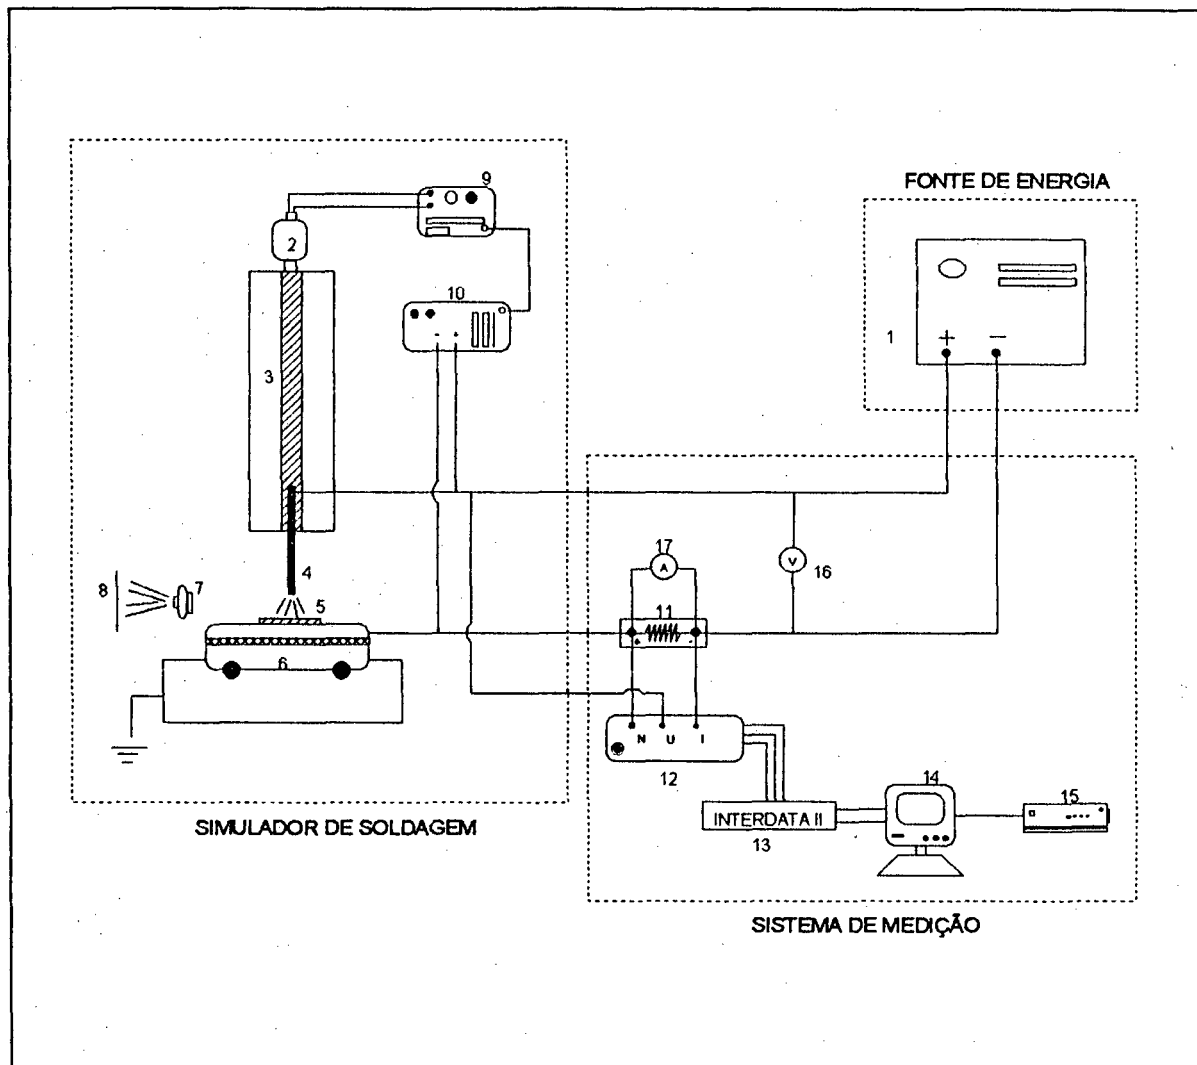 FONTE DE ENERGIA
1
+ −
9
2
10
- +
3
4
5
6
7
8
SIMULADOR DE SOLDAGEM
17
A
V
16
11
+ -
N U I
12
INTERDATA II
13
14
15
SISTEMA DE MEDIÇÃO